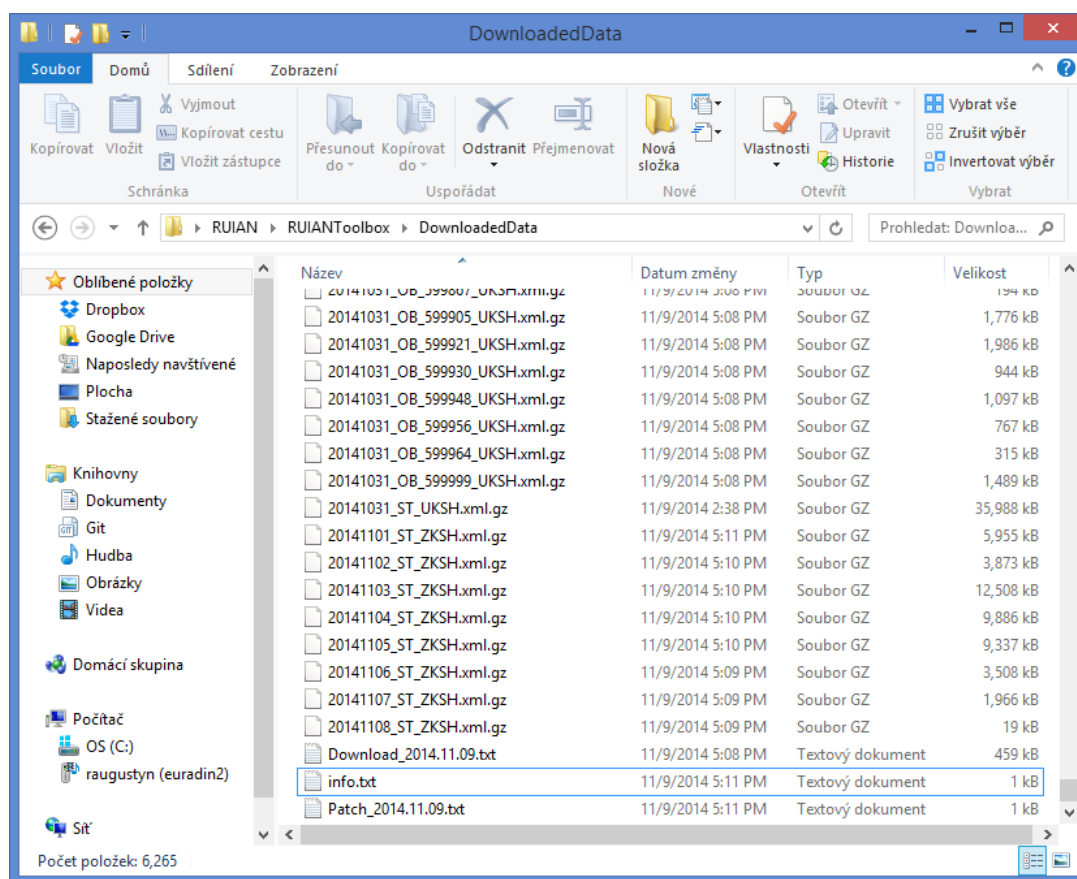 DownloadedData
Soubor Domů Sdílení Zobrazení
Kopírovat Vložit Vyjmout Kopírovat cestu Vložit zástupce
Schránka
Přesunout do Kopírovat do Odstranit Přejmenovat
Uspořádat
Nová složka
Nové
Vlastnosti Otevřít Upravit Historie
Otevřít
Vybrat vše Zrušit výběr Invertovat výběr
Vybrat
RUIAN RUIANToolbox DownloadedData Prohledat: Downloa...
Oblíbené položky
Dropbox
Google Drive
Naposledy navštívené
Plocha
Stažené soubory
Knihovny
Dokumenty
Git
Hudba
Obrázky
Videa
Domácí skupina
Počítač
OS (C:)
raugustyn (euradin2)
Síť
Název Datum změny Typ Velikost
20141031_OB_599867_UKSH.xml.gz 11/9/2014 5:08 PM Soubor GZ 194 kB
20141031_OB_599905_UKSH.xml.gz 11/9/2014 5:08 PM Soubor GZ 1,776 kB
20141031_OB_599921_UKSH.xml.gz 11/9/2014 5:08 PM Soubor GZ 1,986 kB
20141031_OB_599930_UKSH.xml.gz 11/9/2014 5:08 PM Soubor GZ 944 kB
20141031_OB_599948_UKSH.xml.gz 11/9/2014 5:08 PM Soubor GZ 1,097 kB
20141031_OB_599956_UKSH.xml.gz 11/9/2014 5:08 PM Soubor GZ 767 kB
20141031_OB_599964_UKSH.xml.gz 11/9/2014 5:08 PM Soubor GZ 315 kB
20141031_OB_599999_UKSH.xml.gz 11/9/2014 5:08 PM Soubor GZ 1,489 kB
20141031_ST_UKSH.xml.gz 11/9/2014 2:38 PM Soubor GZ 35,988 kB
20141101_ST_ZKSH.xml.gz 11/9/2014 5:11 PM Soubor GZ 5,955 kB
20141102_ST_ZKSH.xml.gz 11/9/2014 5:10 PM Soubor GZ 3,873 kB
20141103_ST_ZKSH.xml.gz 11/9/2014 5:10 PM Soubor GZ 12,508 kB
20141104_ST_ZKSH.xml.gz 11/9/2014 5:10 PM Soubor GZ 9,886 kB
20141105_ST_ZKSH.xml.gz 11/9/2014 5:10 PM Soubor GZ 9,337 kB
20141106_ST_ZKSH.xml.gz 11/9/2014 5:09 PM Soubor GZ 3,508 kB
20141107_ST_ZKSH.xml.gz 11/9/2014 5:09 PM Soubor GZ 1,966 kB
20141108_ST_ZKSH.xml.gz 11/9/2014 5:09 PM Soubor GZ 19 kB
Download_2014.11.09.txt 11/9/2014 5:08 PM Textový dokument 459 kB
info.txt 11/9/2014 5:11 PM Textový dokument 1 kB
Patch_2014.11.09.txt 11/9/2014 5:11 PM Textový dokument 1 kB
Počet položek: 6,265